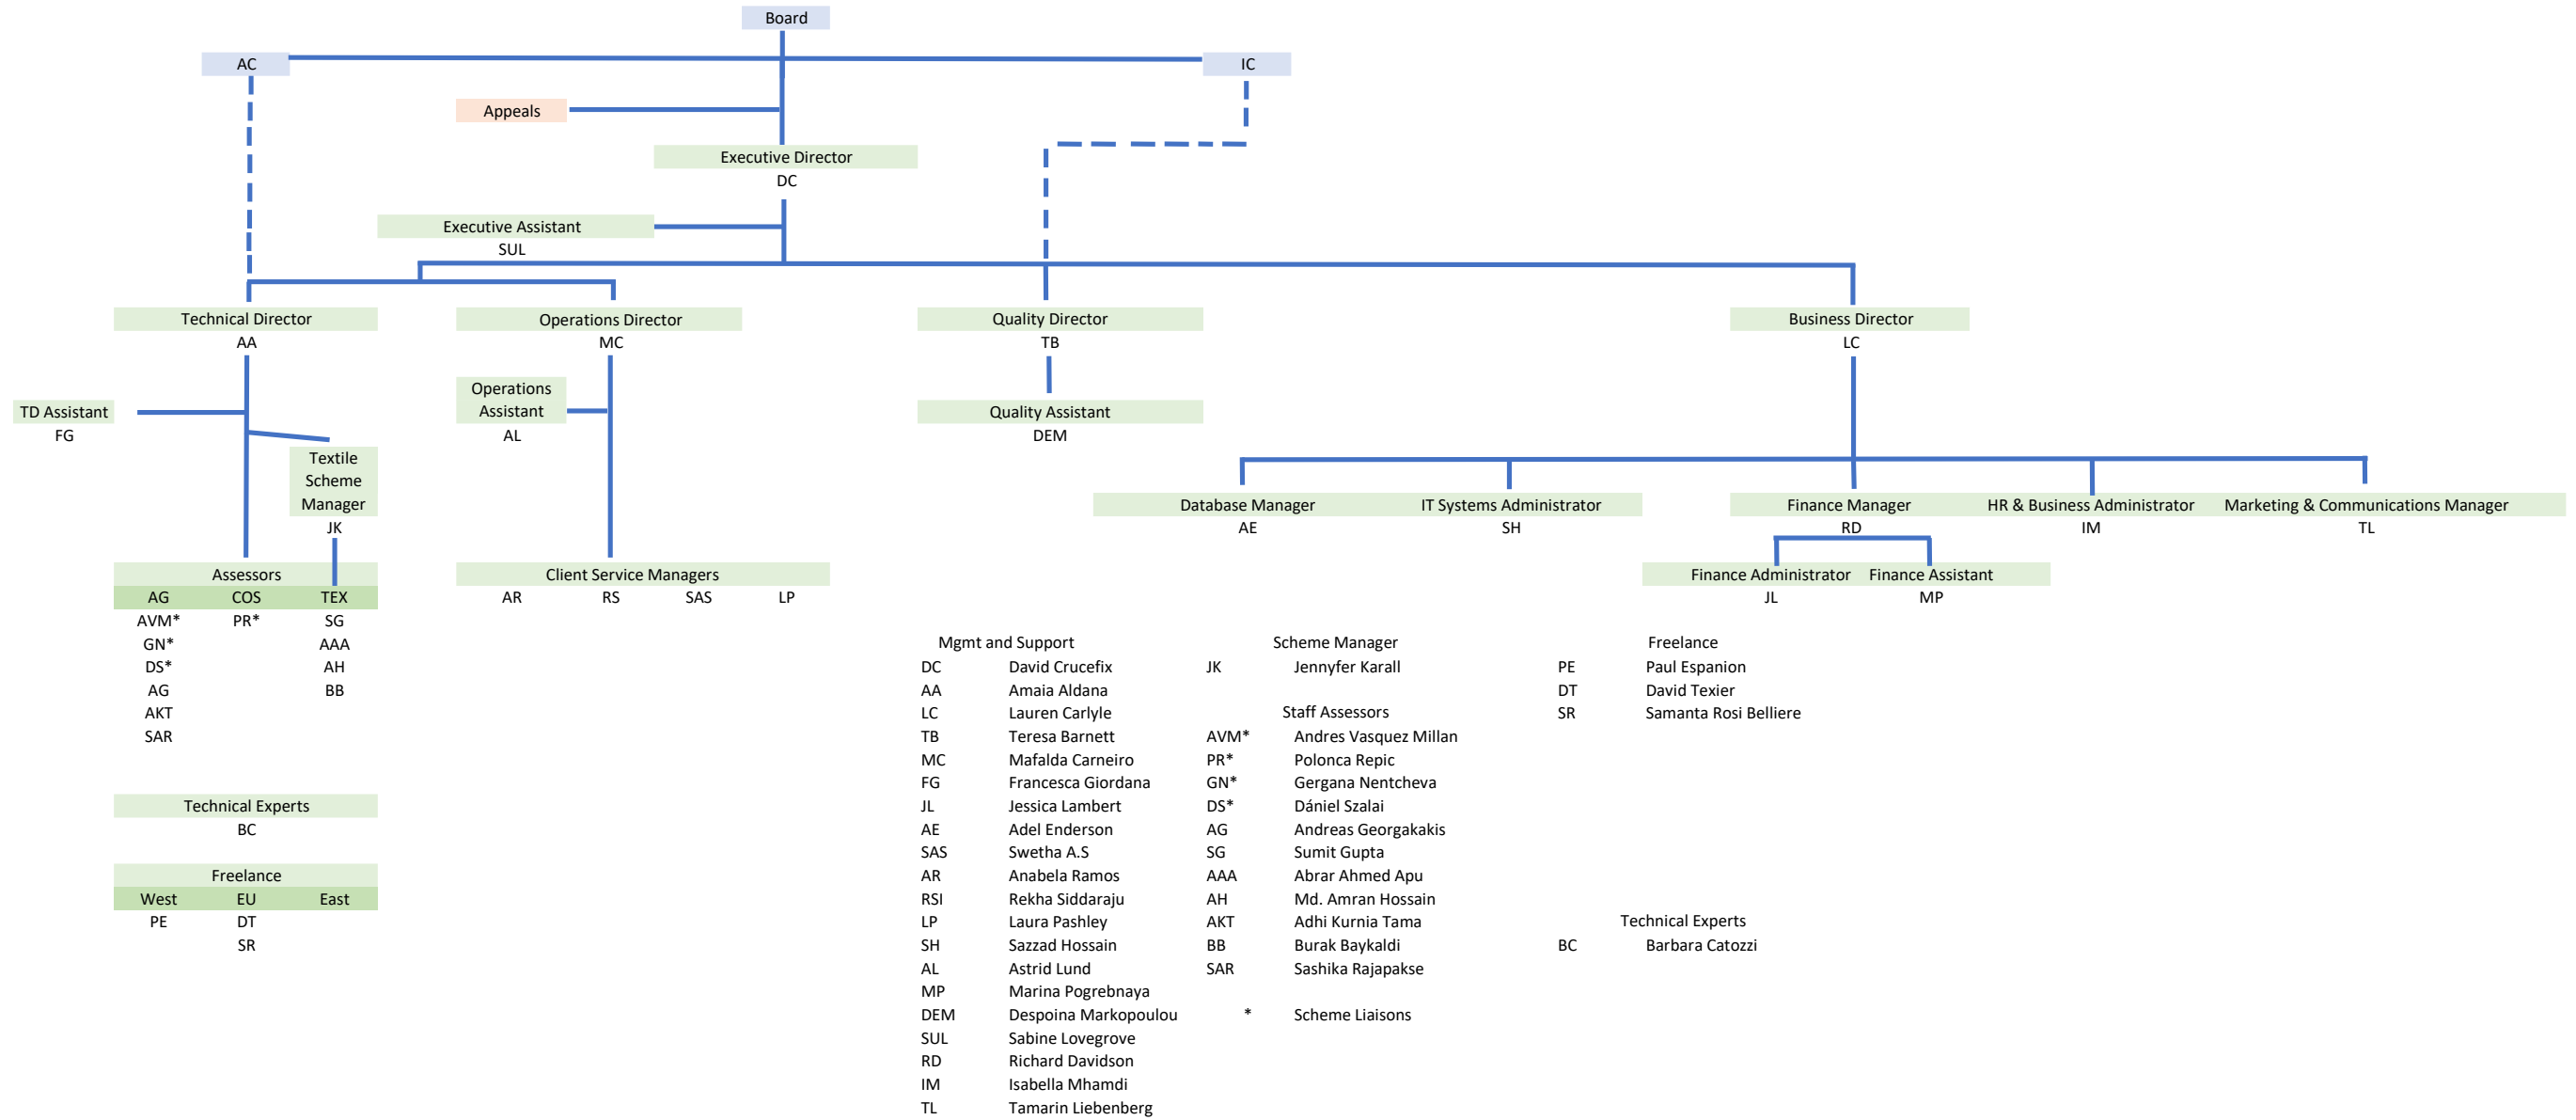 Board
AC
IC
Appeals
Executive Director
DC
Executive Assistant
SUL
Technical Director
AA
Operations Director
MC
Quality Director
TB
Business Director
LC
TD Assistant
FG
Operations
Assistant
AL
Quality Assistant
DEM
Textile
Scheme
Manager
JK
Database Manager
AE
IT Systems Administrator
SH
Finance Manager
RD
HR & Business Administrator
IM
Marketing & Communications Manager
TL
Finance Administrator
JL
Finance Assistant
MP
Assessors
AG COS TEX
AVM* PR* SG
GN* AAA
DS* AH
AG BB
AKT
SAR
Client Service Managers
AR RS SAS LP
Technical Experts
BC
Freelance
West EU East
PE DT
SR
Mgmt and Support
DC David Crucefix
AA Amaia Aldana
LC Lauren Carlyle
TB Teresa Barnett
MC Mafalda Carneiro
FG Francesca Giordana
JL Jessica Lambert
AE Adel Enderson
SAS Swetha A.S
AR Anabela Ramos
RSI Rekha Siddaraju
LP Laura Pashley
SH Sazzad Hossain
AL Astrid Lund
MP Marina Pogrebnaya
DEM Despoina Markopoulou
SUL Sabine Lovegrove
RD Richard Davidson
IM Isabella Mhamdi
TL Tamarin Liebenberg
Scheme Manager
JK Jennyfer Karall
Staff Assessors
AVM* Andres Vasquez Millan
PR* Polonca Repic
GN* Gergana Nentcheva
DS* Dániel Szalai
AG Andreas Georgakakis
SG Sumit Gupta
AAA Abrar Ahmed Apu
AH Md. Amran Hossain
AKT Adhi Kurnia Tama
BB Burak Baykaldi
SAR Sashika Rajapakse
* Scheme Liaisons
Freelance
PE Paul Espanion
DT David Texier
SR Samanta Rosi Belliere
Technical Experts
BC Barbara Catozzi